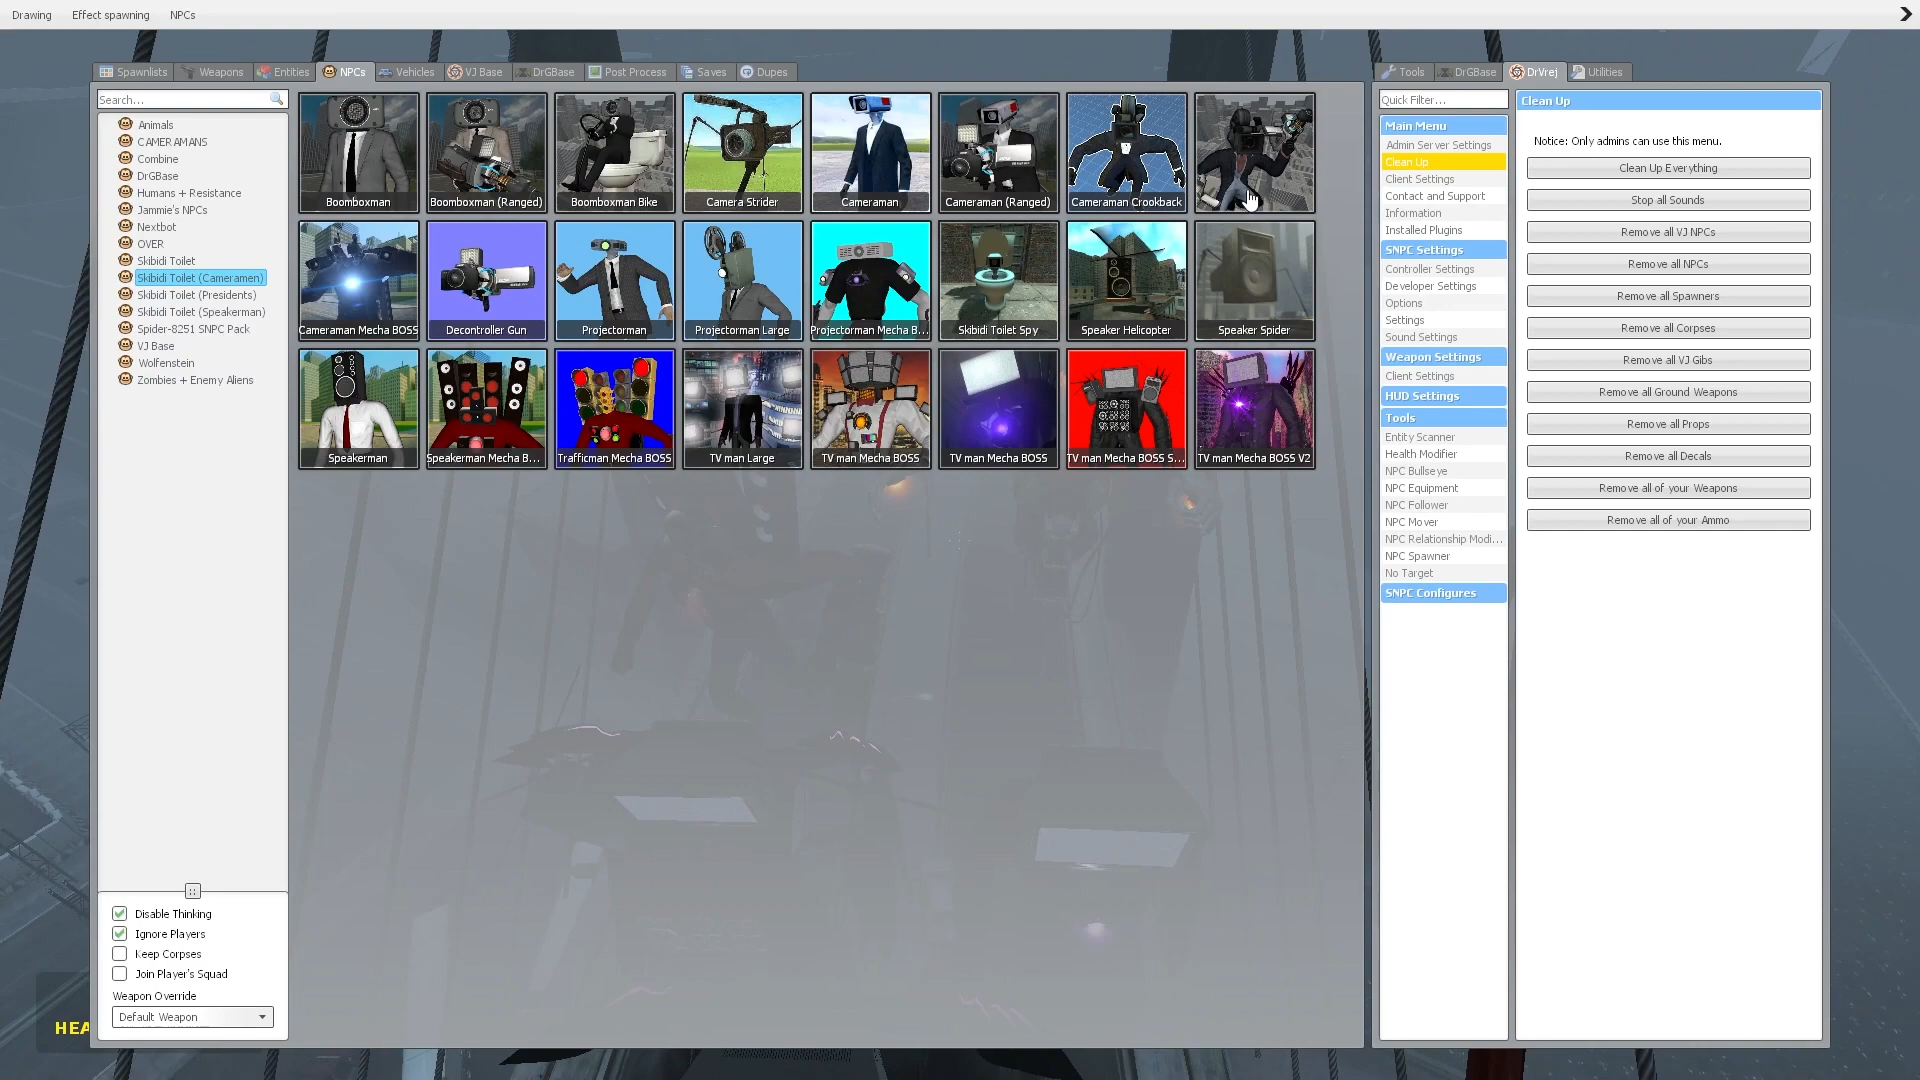 Drawing
Effect spawning
NPCs
Spawnlists
Weapons
Entities
NPCs
Vehicles
VJ Base
DrGBase
Post Process
Saves
Dupes
Tools
DrGBase
DrVrej
Utilities
Search...
Animals
CAMERAMANS
Combine
DrGBase
Humans + Resistance
Jammie's NPCs
Nextbot
OVER
Skibidi Toilet
Skibidi Toilet (Cameramen)
Skibidi Toilet (Presidents)
Skibidi Toilet (Speakerman)
Spider-8251 SNPC Pack
VJ Base
Wolfenstein
Zombies + Enemy Aliens
Disable Thinking
Ignore Players
Keep Corpses
Join Player's Squad
Weapon Override
Default Weapon
HEA
Boomboxman
Boomboxman (Ranged)
Boomboxman Bike
Camera Strider
Cameraman
Cameraman (Ranged)
Cameraman Crookback
Cameraman Mecha BOSS
Decontroller Gun
Projectorman
Projectorman Large
Projectorman Mecha B...
Skibidi Toilet Spy
Speaker Helicopter
Speaker Spider
Speakerman
Speakerman Mecha B...
Trafficman Mecha BOSS
TV man Large
TV man Mecha BOSS
TV man Mecha BOSS
TV man Mecha BOSS S...
TV man Mecha BOSS V2
Quick Filter...
Main Menu
Admin Server Settings
Clean Up
Client Settings
Contact and Support
Information
Installed Plugins
SNPC Settings
Controller Settings
Developer Settings
Options
Settings
Sound Settings
Weapon Settings
Client Settings
HUD Settings
Tools
Entity Scanner
Health Modifier
NPC Bullseye
NPC Equipment
NPC Follower
NPC Mover
NPC Relationship Modi...
NPC Spawner
No Target
SNPC Configures
Clean Up
Notice: Only admins can use this menu.
Clean Up Everything
Stop all Sounds
Remove all VJ NPCs
Remove all NPCs
Remove all Spawners
Remove all Corpses
Remove all VJ Gibs
Remove all Ground Weapons
Remove all Props
Remove all Decals
Remove all of your Weapons
Remove all of your Ammo